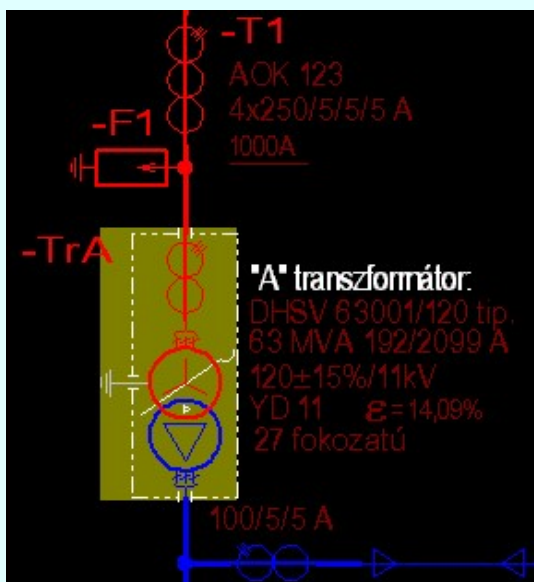 -T1
AOK 123
4x250/5/5/5 A
1000A
-F1
-TrA
"A" transzformátor:
DHSV 63001/120 tip.
63 MVA 192/2099 A
120±15%/11kV
YD 11 ε=14,09%
27 fokozatú
100/5/5 A